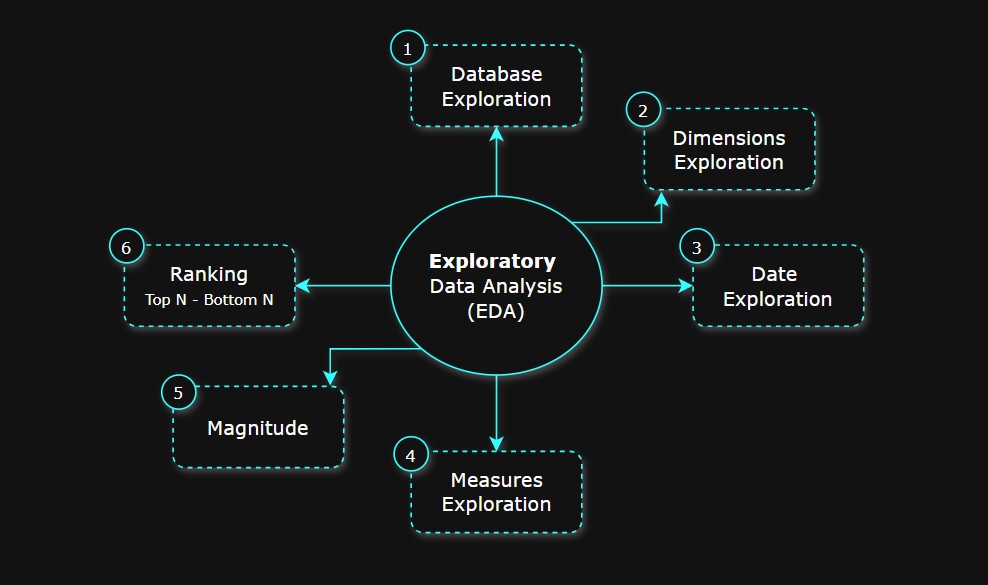 1
Database
Exploration
2
Dimensions
Exploration
3
Date
Exploration
4
Measures
Exploration
5
Magnitude
6
Ranking
Top N - Bottom N
Exploratory
Data Analysis
(EDA)